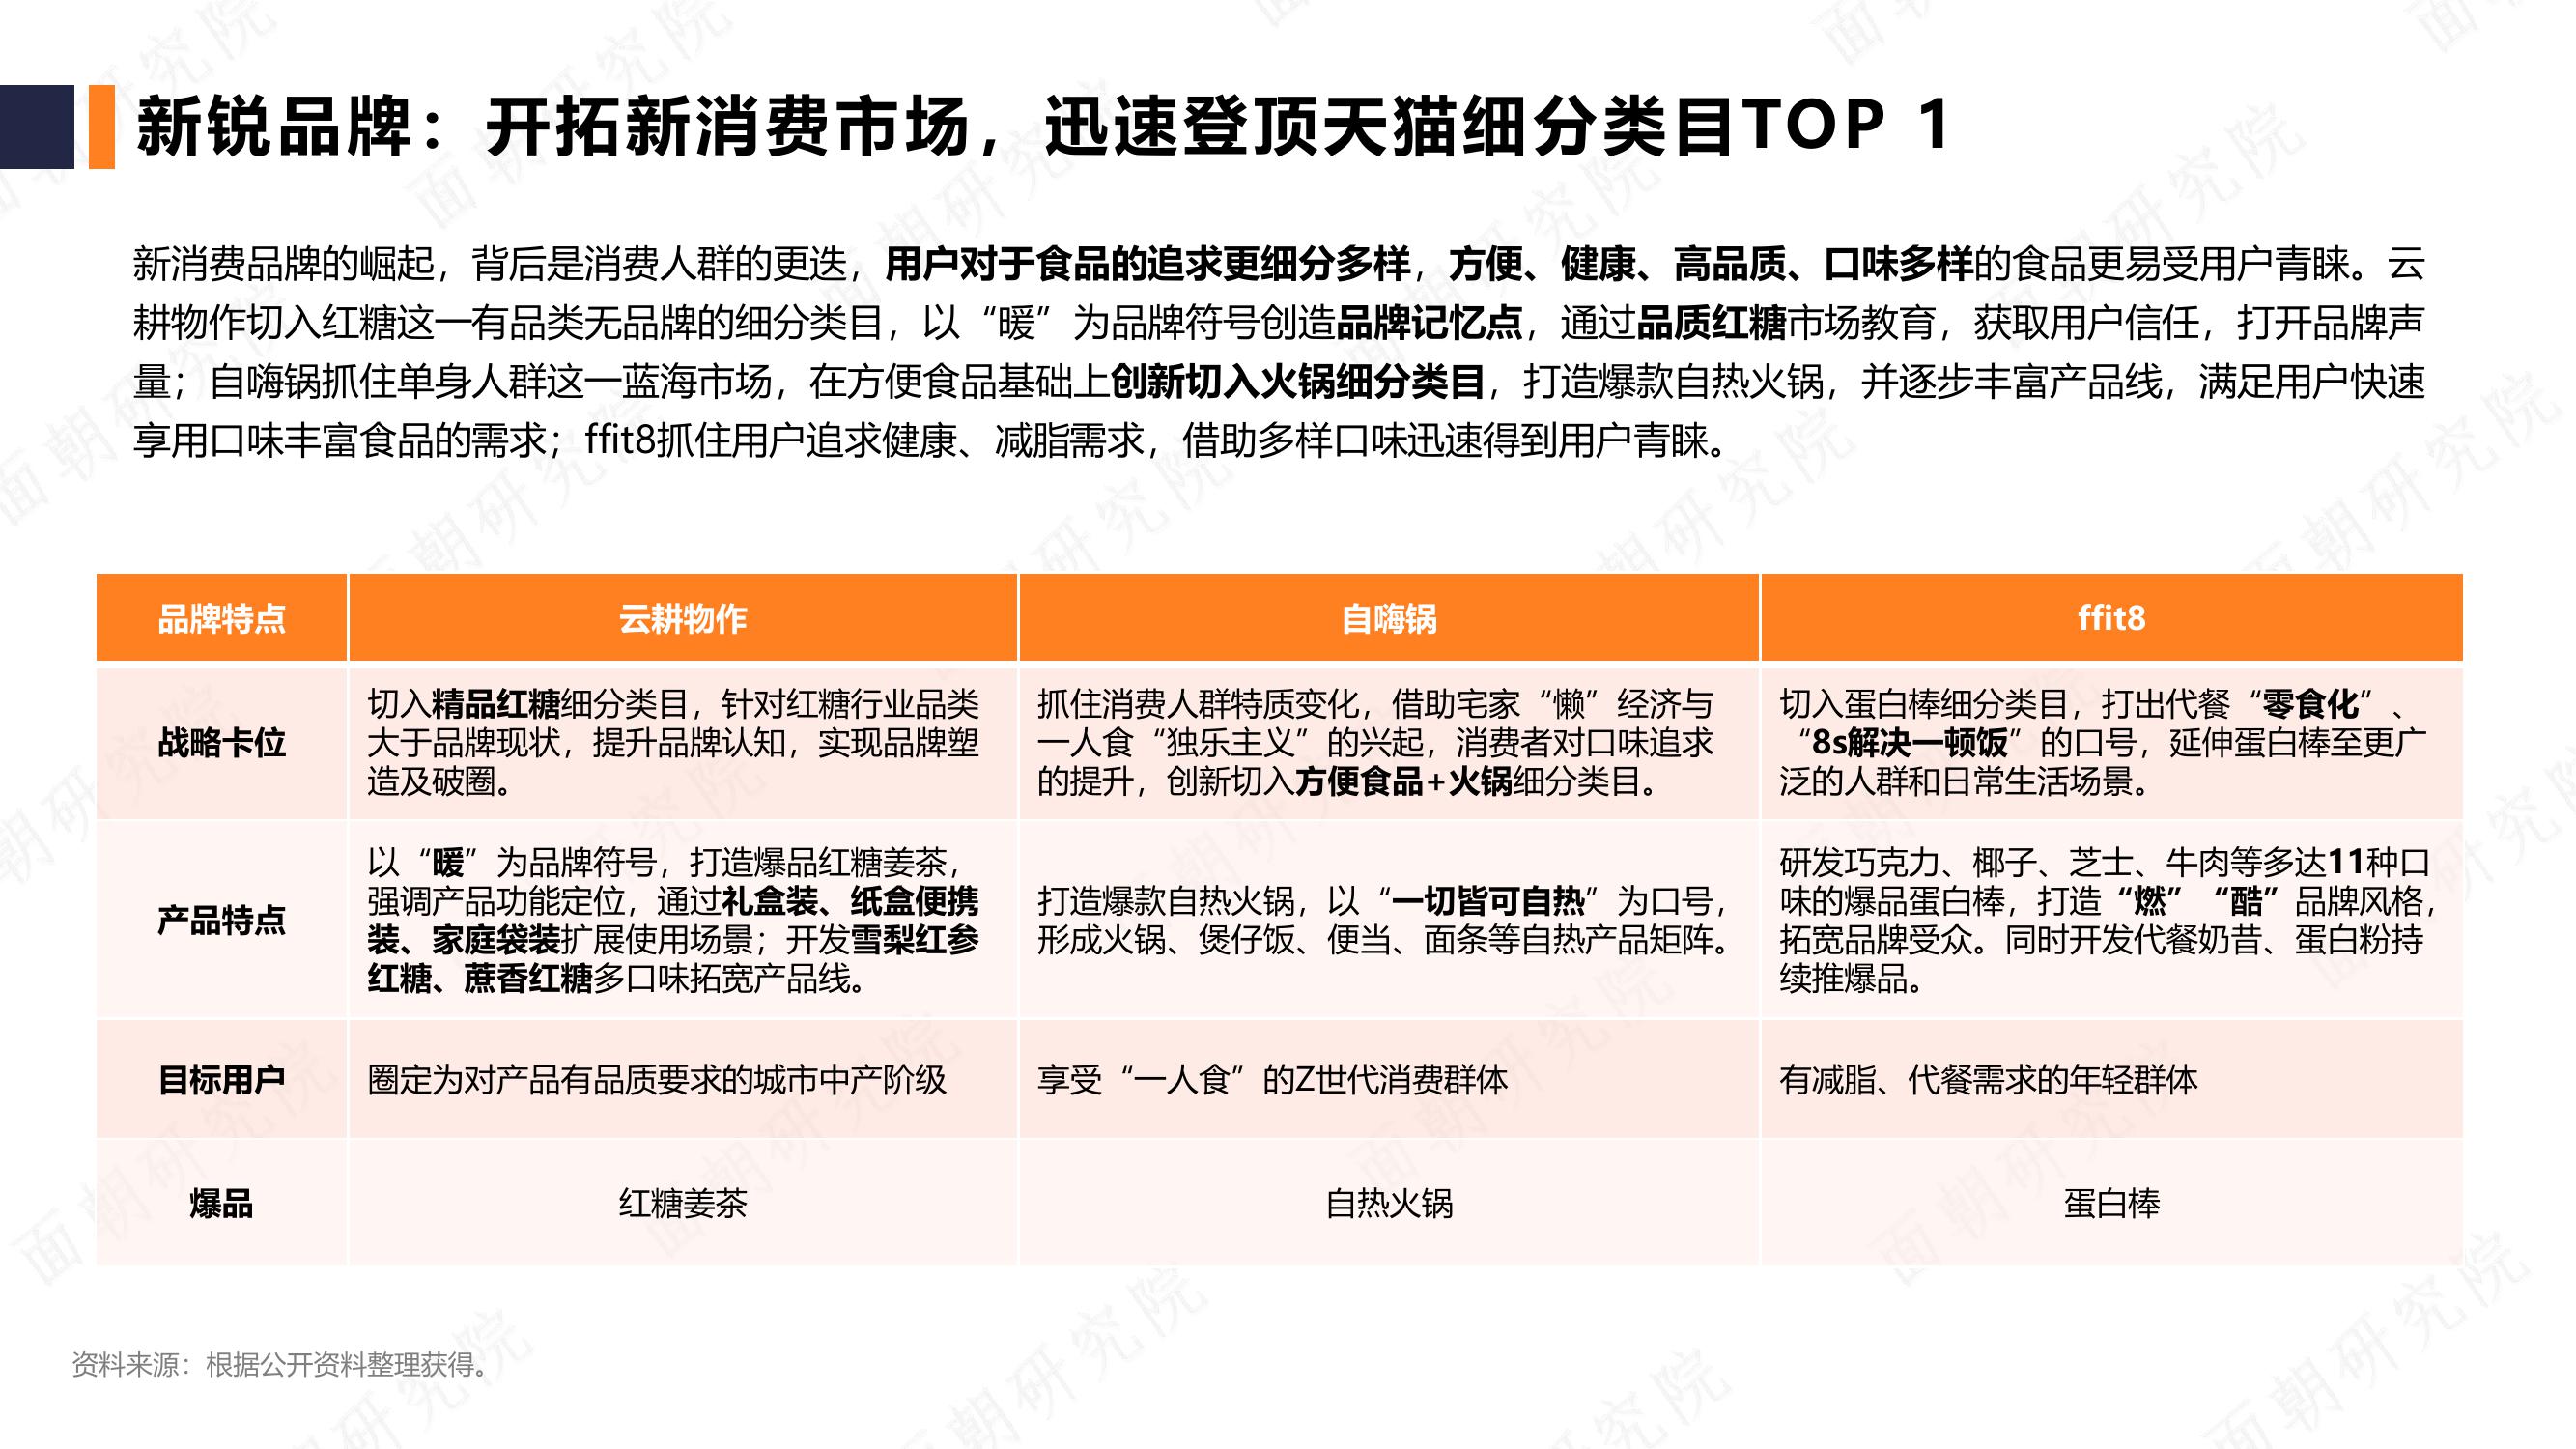 新锐品牌：开拓新消费市场，迅速登顶天猫细分类目TOP 1
新消费品牌的崛起，背后是消费人群的更迭，用户对于食品的追求更细分多样，方便、健康、高品质、口味多样的食品更易受用户青睐。云
耕物作切入红糖这一有品类无品牌的细分类目，以“暖”为品牌符号创造品牌记忆点，通过品质红糖市场教育，获取用户信任，打开品牌声
量；自嗨锅抓住单身人群这一蓝海市场，在方便食品基础上创新切入火锅细分类目，打造爆款自热火锅，并逐步丰富产品线，满足用户快速
享用口味丰富食品的需求；ffit8抓住用户追求健康、减脂需求，借助多样口味迅速得到用户青睐。
品牌特点
云耕物作
自嗨锅
ffit8
战略卡位
切入精品红糖细分类目，针对红糖行业品类
大于品牌现状，提升品牌认知，实现品牌塑
造及破圈。
抓住消费人群特质变化，借助宅家“懒”经济与
一人食“独乐主义”的兴起，消费者对口味追求
的提升，创新切入方便食品+火锅细分类目。
切入蛋白棒细分类目，打出代餐“零食化”、
“8s解决一顿饭”的口号，延伸蛋白棒至更广
泛的人群和日常生活场景。
产品特点
以“暖”为品牌符号，打造爆品红糖姜茶，
强调产品功能定位，通过礼盒装、纸盒便携
装、家庭袋装扩展使用场景；开发雪梨红参
红糖、蔗香红糖多口味拓宽产品线。
打造爆款自热火锅，以“一切皆可自热”为口号，
形成火锅、煲仔饭、便当、面条等自热产品矩阵。
研发巧克力、椰子、芝士、牛肉等多达11种口
味的爆品蛋白棒，打造“燃”“酷”品牌风格，
拓宽品牌受众。同时开发代餐奶昔、蛋白粉持
续推爆品。
目标用户
圈定为对产品有品质要求的城市中产阶级
享受“一人食”的Z世代消费群体
有减脂、代餐需求的年轻群体
爆品
红糖姜茶
自热火锅
蛋白棒
资料来源：根据公开资料整理获得。
面朝研究院